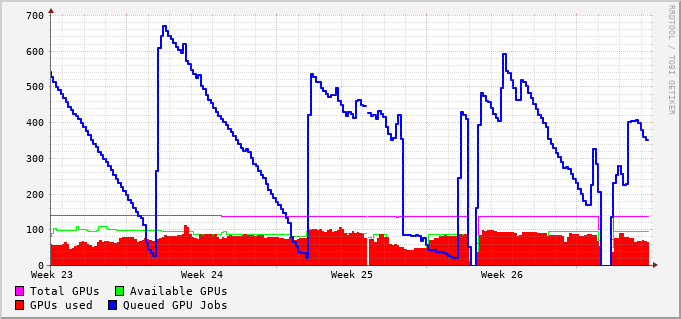 700
600
500
400
300
200
100
0
Week 23 Week 24 Week 25 Week 26
Total GPUs Available GPUs
GPUs used Queued GPU Jobs
RRDTOOL / TOBI OETIKER